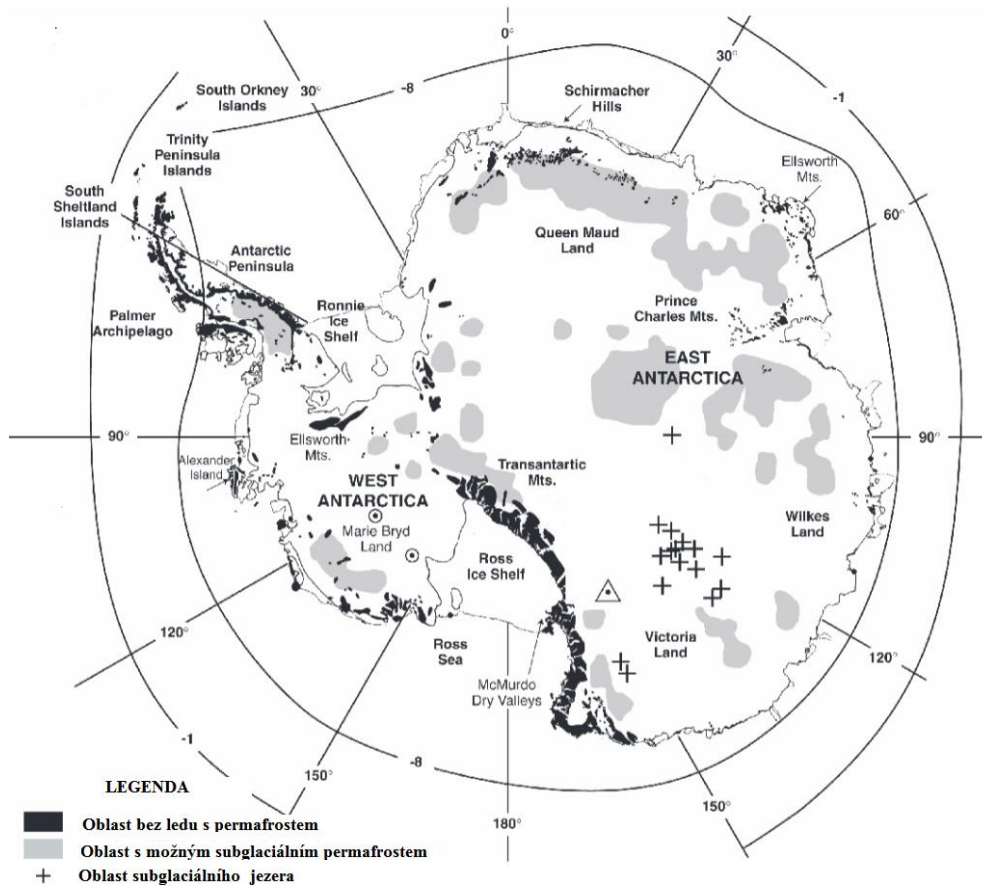 0°
30°
30°
-8
-1
South Orkney
Islands
Schirmacher
Hills
Trinity
Peninsula
Islands
Ellsworth
Mts.
South
Sheltland
Islands
60°
Queen Maud
Land
Antarctic
Peninsula
Palmer
Archipelago
Ronnie
Ice
Shelf
Prince
Charles Mts.
EAST
ANTARCTICA
90°
90°
Ellsworth
Mts.
Alexander
Island
Transantartic
Mts.
WEST
ANTARCTICA
Marie Bryd
Land
Wilkes
Land
Ross
Ice Shelf
120°
120°
Ross
Sea
Victoria
Land
McMurdo
Dry Valleys
-1
-8
150°
150°
180°
LEGENDA
Oblast bez ledu s permafrostem
Oblast s možným subglaciálním permafrostem
Oblast subglaciálního jezera